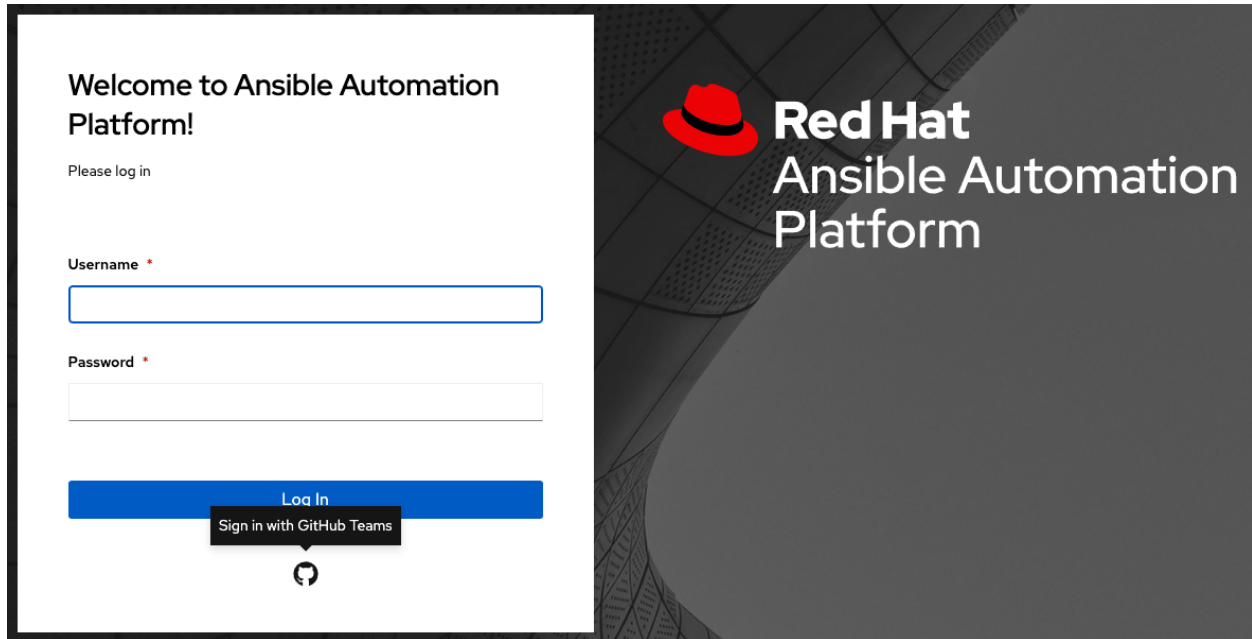 Welcome to Ansible Automation
Platform!
Please log in
Username *
Password *
Log In
Sign in with GitHub Teams
Red Hat
Ansible Automation
Platform